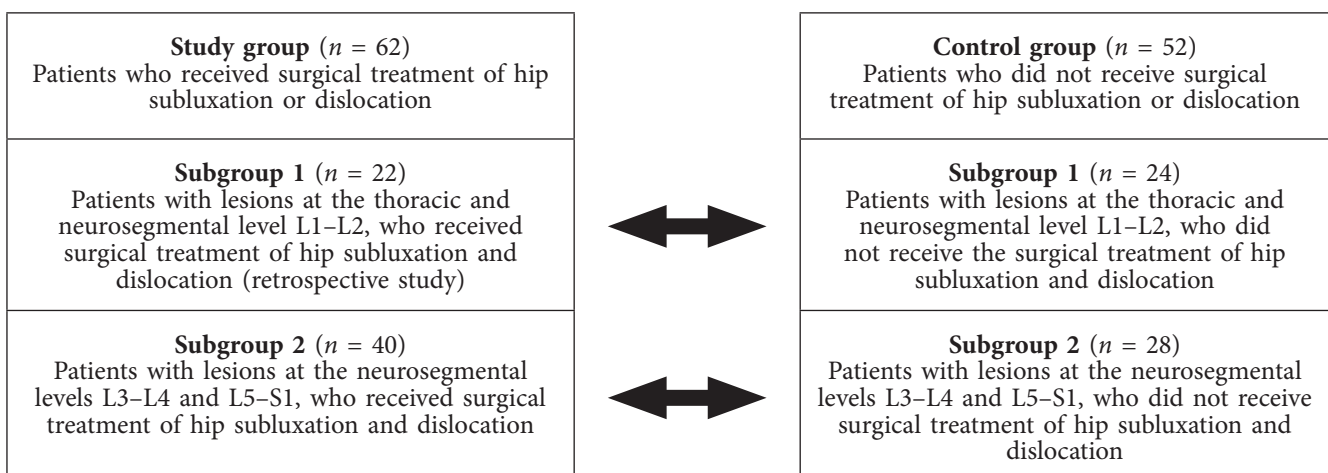 Study group (n = 62)
Patients who received surgical treatment of hip
subluxation or dislocation
Control group (n = 52)
Patients who did not receive surgical
treatment of hip subluxation or dislocation
Subgroup 1 (n = 22)
Patients with lesions at the thoracic and
neurosegmental level L1–L2, who received
surgical treatment of hip subluxation and
dislocation (retrospective study)
Subgroup 1 (n = 24)
Patients with lesions at the thoracic and
neurosegmental level L1–L2, who did
not receive the surgical treatment of hip
subluxation and dislocation
Subgroup 2 (n = 40)
Patients with lesions at the neurosegmental
levels L3–L4 and L5–S1, who received surgical
treatment of hip subluxation and dislocation
Subgroup 2 (n = 28)
Patients with lesions at the neurosegmental
levels L3–L4 and L5–S1, who did not receive
surgical treatment of hip subluxation and
dislocation